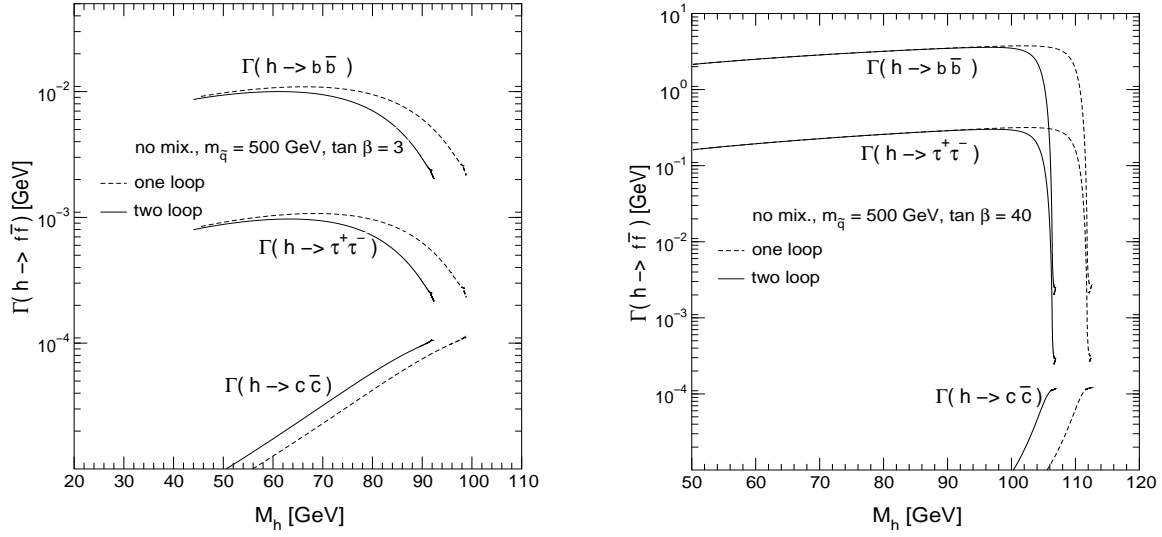 Γ( h −> b b̅ )
no mix., m_q̃ = 500 GeV, tan β = 3
one loop
two loop
Γ( h −> τ⁺τ⁻ )
Γ( h −> c c̅ )
Γ( h −> f f̅ ) [GeV]
10⁻²
10⁻³
10⁻⁴
20 30 40 50 60 70 80 90 100 110
M_h [GeV]
Γ( h −> b b̅ )
Γ( h −> τ⁺τ⁻ )
no mix., m_q̃ = 500 GeV, tan β = 40
one loop
two loop
Γ( h −> c c̅ )
Γ( h −> f f̅ ) [GeV]
10¹
10⁰
10⁻¹
10⁻²
10⁻³
10⁻⁴
50 60 70 80 90 100 110 120
M_h [GeV]